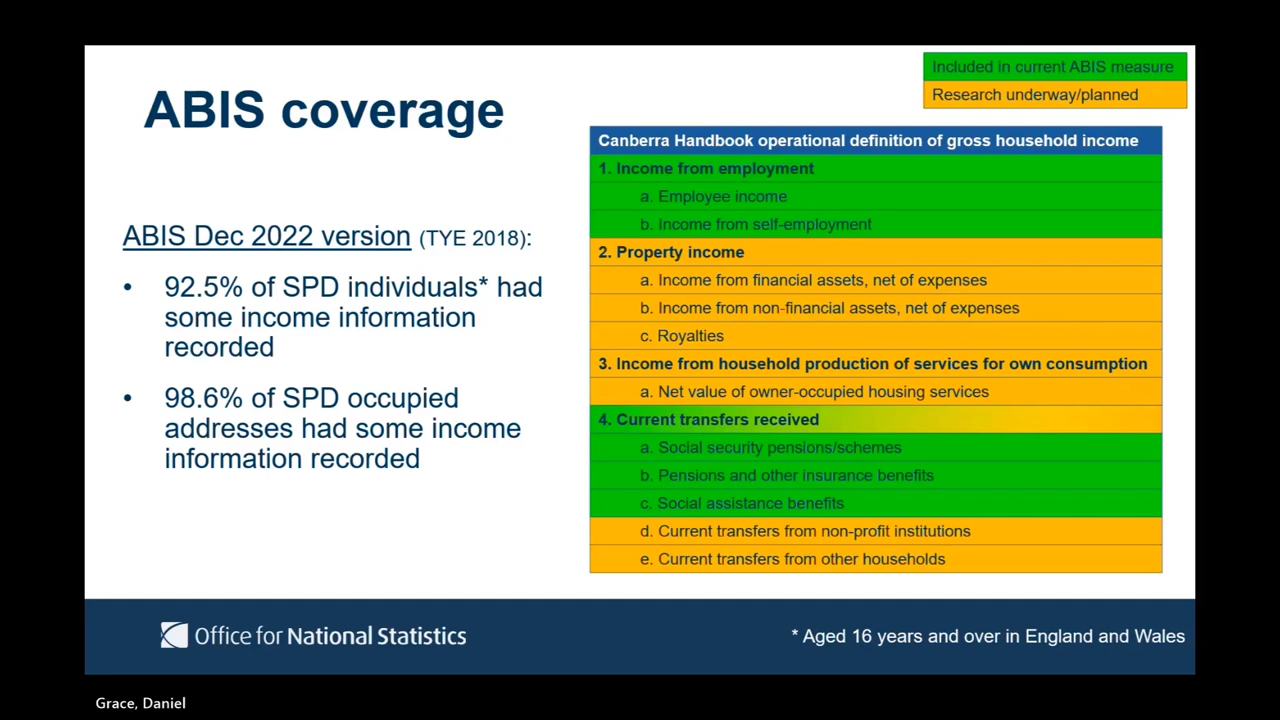 ABIS coverage
ABIS Dec 2022 version (TYE 2018):
• 92.5% of SPD individuals* had
some income information
recorded
• 98.6% of SPD occupied
addresses had some income
information recorded
Included in current ABIS measure
Research underway/planned
Canberra Handbook operational definition of gross household income
1. Income from employment
a. Employee income
b. Income from self-employment
2. Property income
a. Income from financial assets, net of expenses
b. Income from non-financial assets, net of expenses
c. Royalties
3. Income from household production of services for own consumption
a. Net value of owner-occupied housing services
4. Current transfers received
a. Social security pensions/schemes
b. Pensions and other insurance benefits
c. Social assistance benefits
d. Current transfers from non-profit institutions
e. Current transfers from other households
Office for National Statistics
* Aged 16 years and over in England and Wales
Grace, Daniel